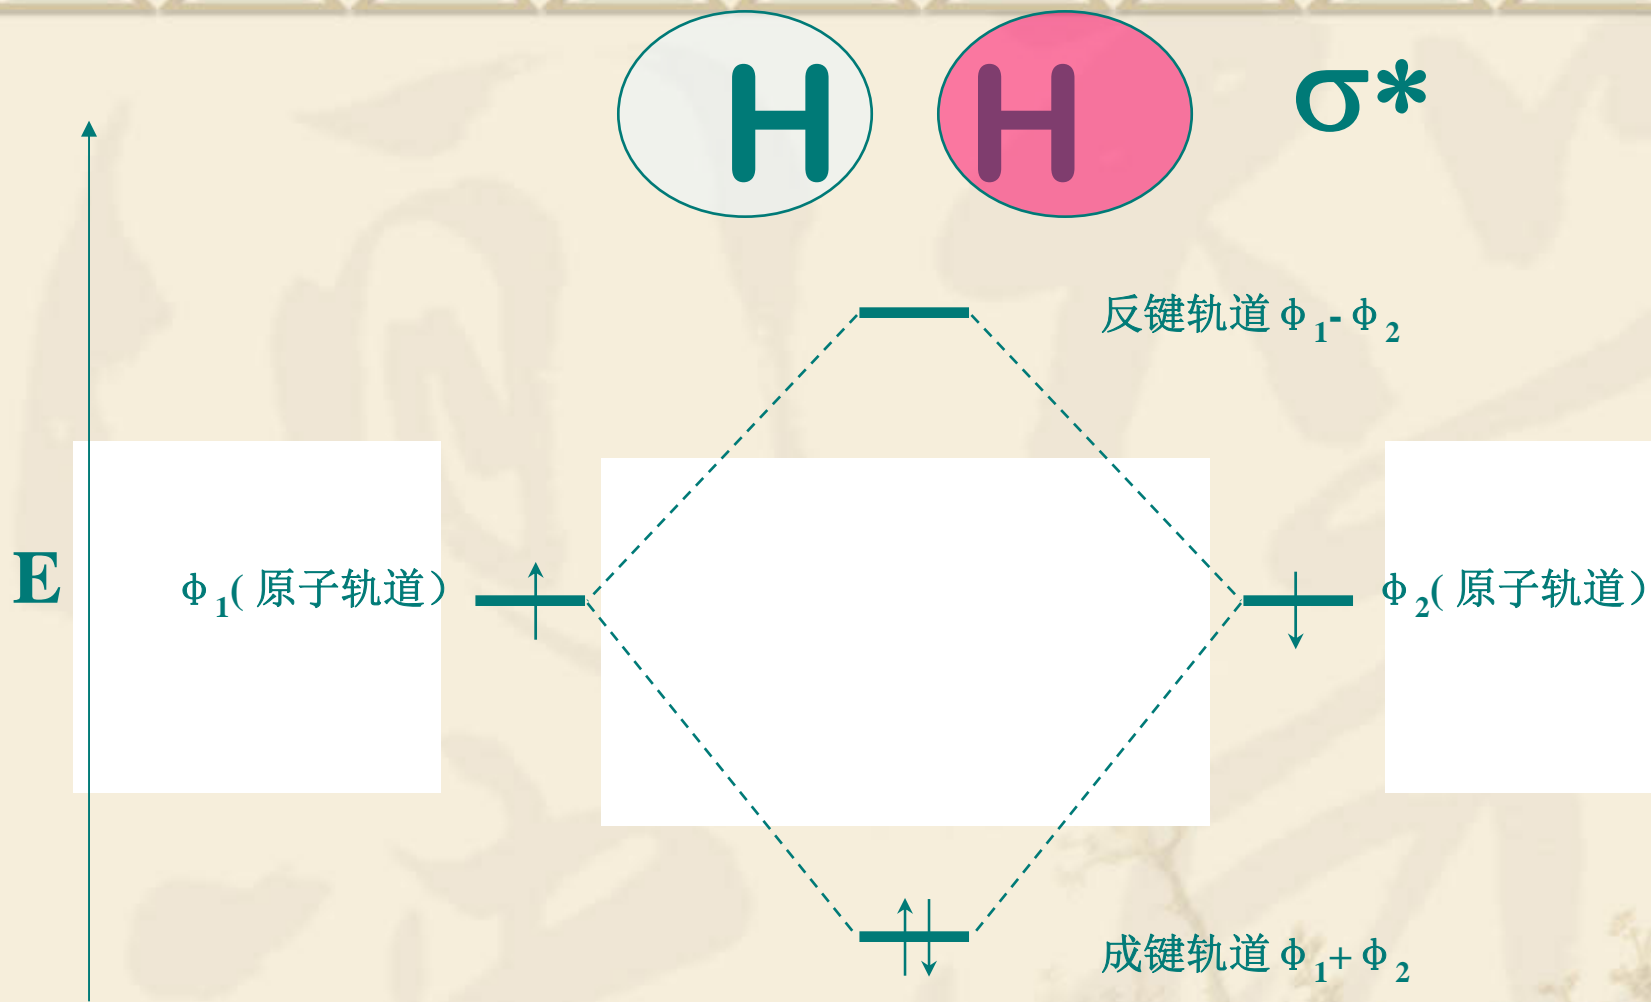 H H σ*
反键轨道 φ₁- φ₂
E
φ₁( 原子轨道） φ₂( 原子轨道）
成键轨道 φ₁+ φ₂